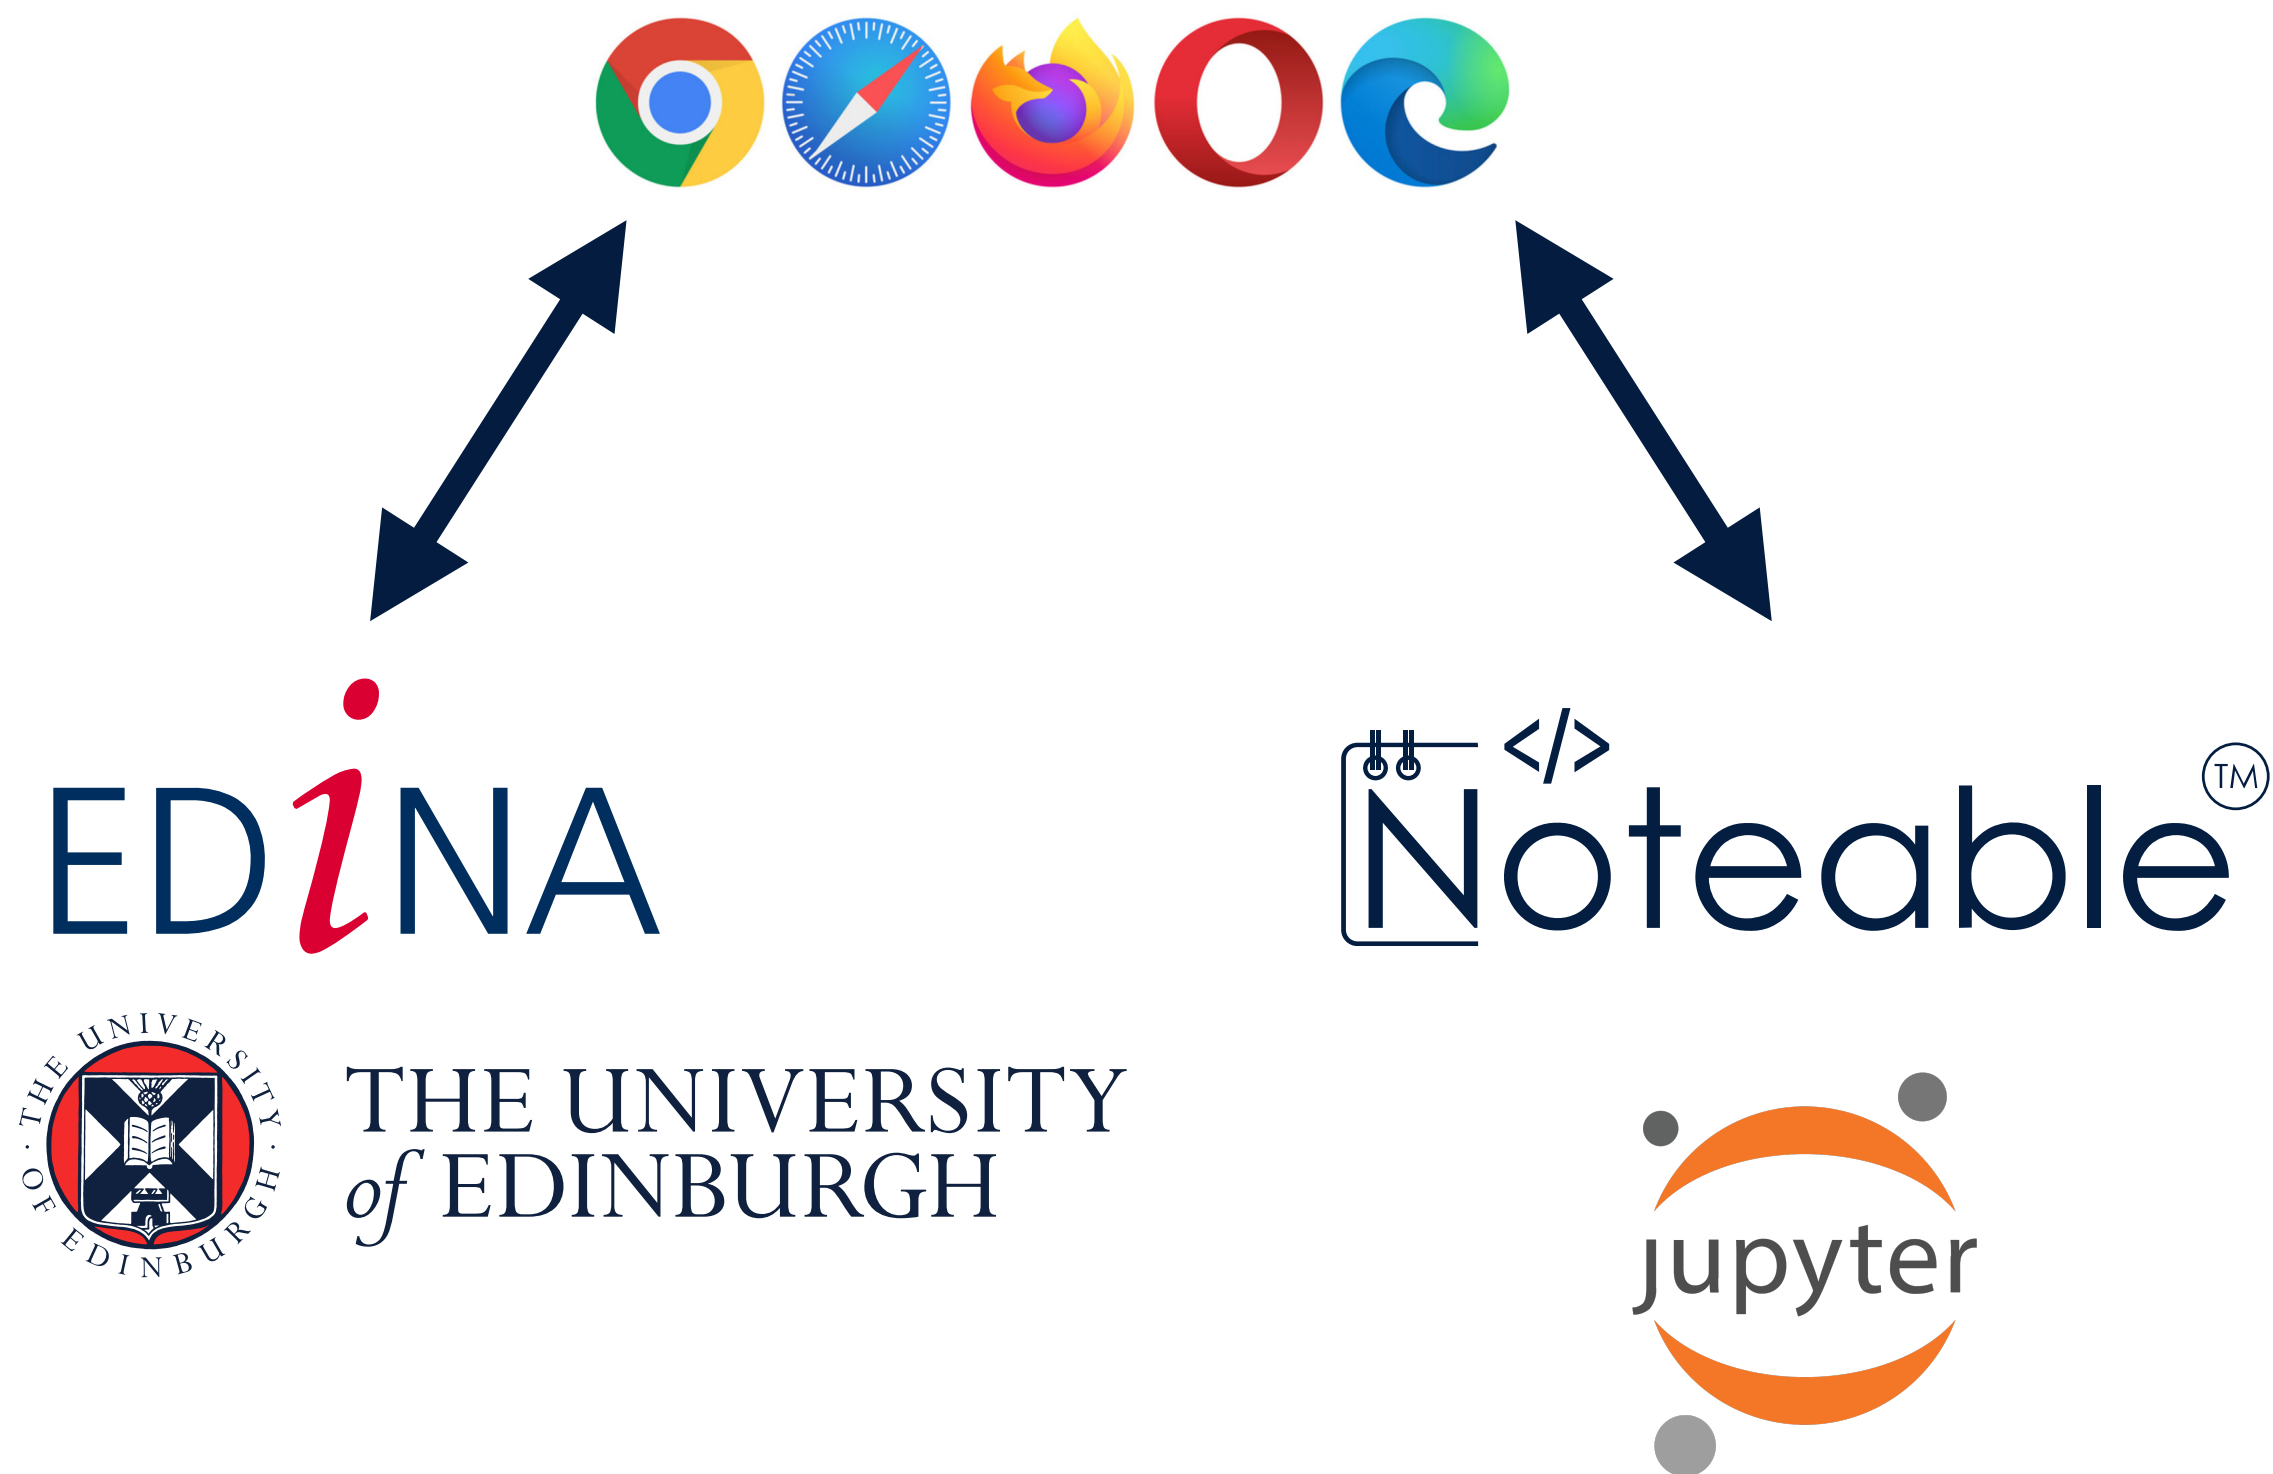 EDiNA
</>
Noteable
TM
THE UNIVERSITY OF EDINBURGH
THE UNIVERSITY
of EDINBURGH
jupyter